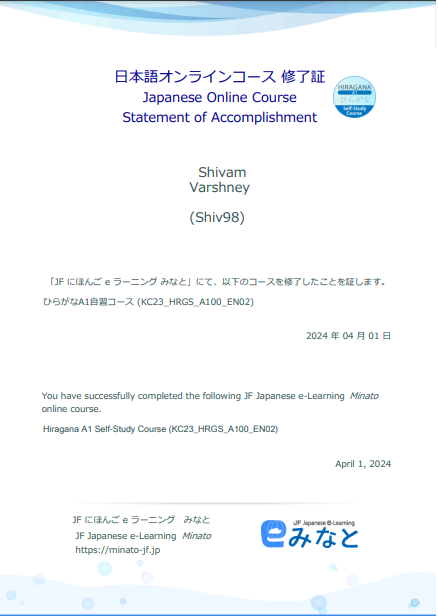 日本語オンラインコース 修了証
Japanese Online Course
Statement of Accomplishment
HIRAGANA
A1
ひらがな
Self-Study
Course
Shivam
Varshney
(Shiv98)
「JF にほんご e ラーニング みなと」にて、以下のコースを修了したことを証します。
ひらがなA1自習コース (KC23_HRGS_A100_EN02)
2024 年 04 月 01 日
You have successfully completed the following JF Japanese e-Learning Minato
online course.
Hiragana A1 Self-Study Course (KC23_HRGS_A100_EN02)
April 1, 2024
JF にほんご e ラーニング みなと
JF Japanese e-Learning Minato
https://minato-jf.jp
JF Japanese e-Learning
みなと